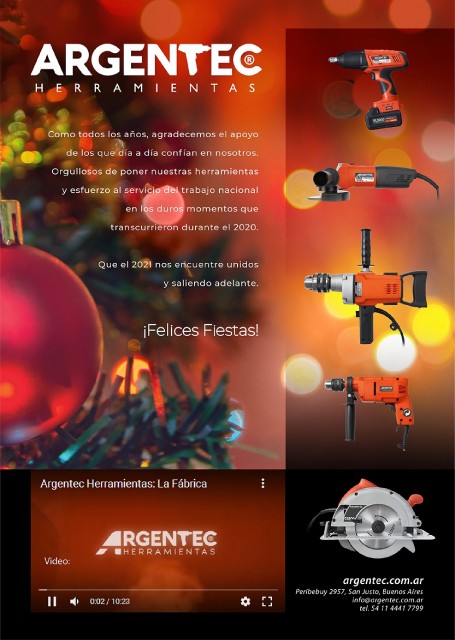 ARGENTEC®
HERRAMIENTAS
Como todos los años, agradecemos el apoyo
de los que día a día confían en nosotros.
Orgullosos de poner nuestras herramientas
y esfuerzo al servicio del trabajo nacional
en los duros momentos que
transcurrieron durante el 2020.
Que el 2021 nos encuentre unidos
y saliendo adelante.
¡Felices Fiestas!
Argentec Herramientas: La Fábrica
ARGENTEC
HERRAMIENTAS
Video:
0:02 / 10:23
argentec.com.ar
Peribebuy 2957, San Justo, Buenos Aires
info@argentec.com.ar
tel. 54 11 4441 7799